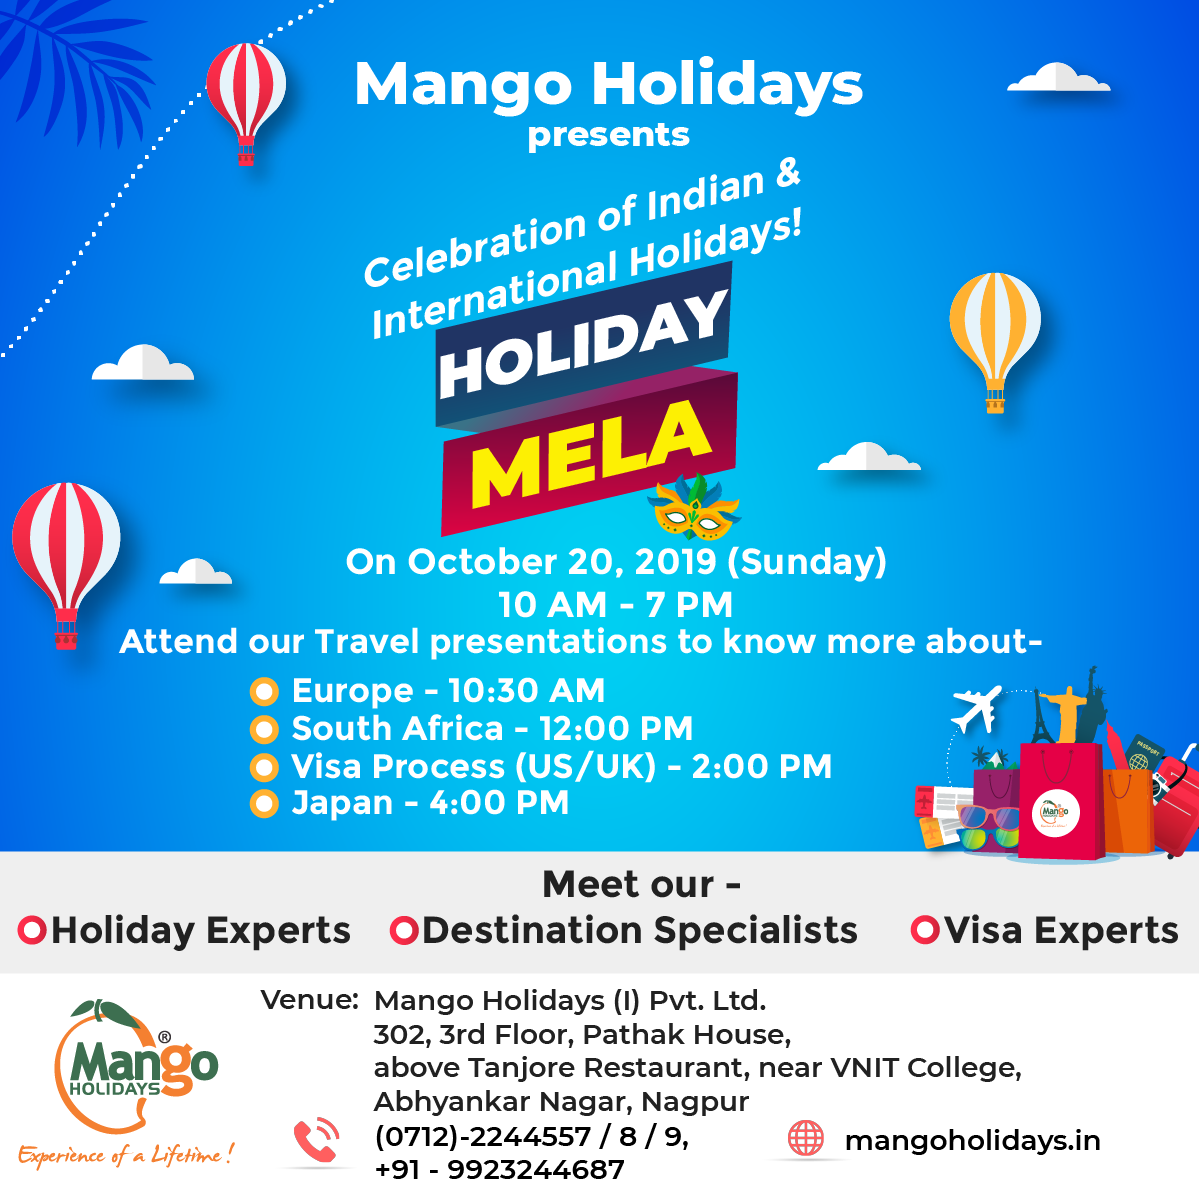 Mango Holidays
presents
Celebration of Indian &
International Holidays!
HOLIDAY
MELA
On October 20, 2019 (Sunday)
10 AM - 7 PM
Attend our Travel presentations to know more about-
Europe - 10:30 AM
South Africa - 12:00 PM
Visa Process (US/UK) - 2:00 PM
Japan - 4:00 PM
PASSPORT
Mango
Meet our -
Holiday Experts Destination Specialists Visa Experts
Venue: Mango Holidays (I) Pvt. Ltd.
302, 3rd Floor, Pathak House,
above Tanjore Restaurant, near VNIT College,
Abhyankar Nagar, Nagpur
(0712)-2244557 / 8 / 9,
+91 - 9923244687
mangoholidays.in
Mango®
HOLIDAYS
Experience of a Lifetime !